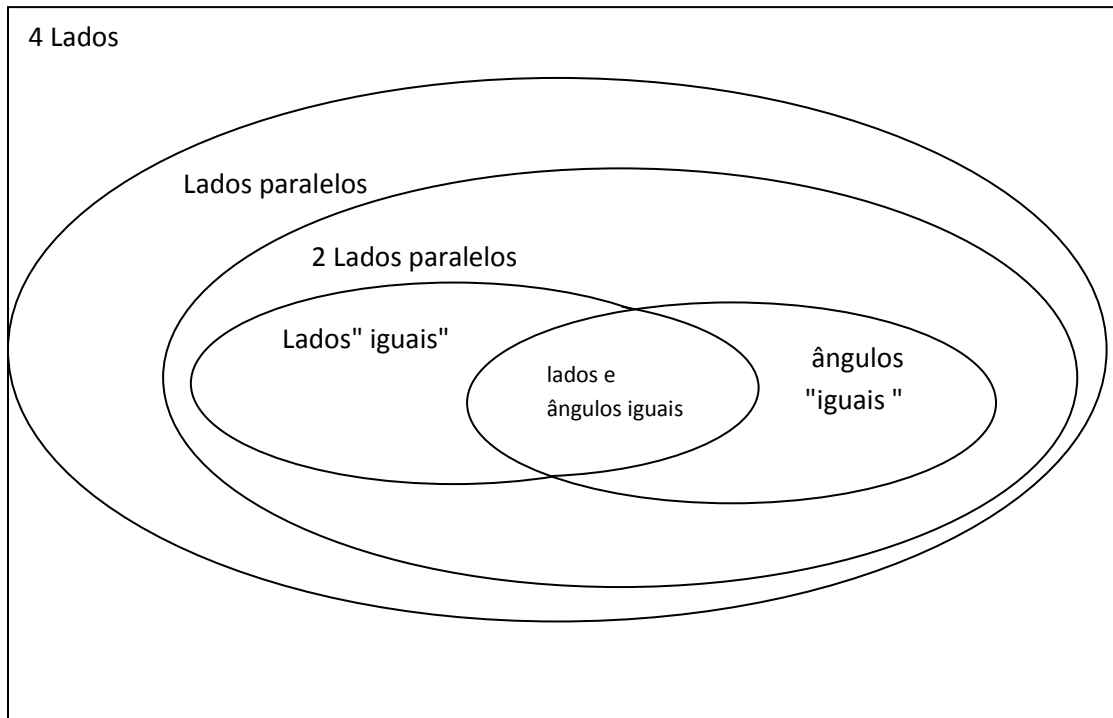 4 Lados
Lados paralelos
2 Lados paralelos
Lados" iguais"
lados e
ângulos iguais
ângulos
"iguais "